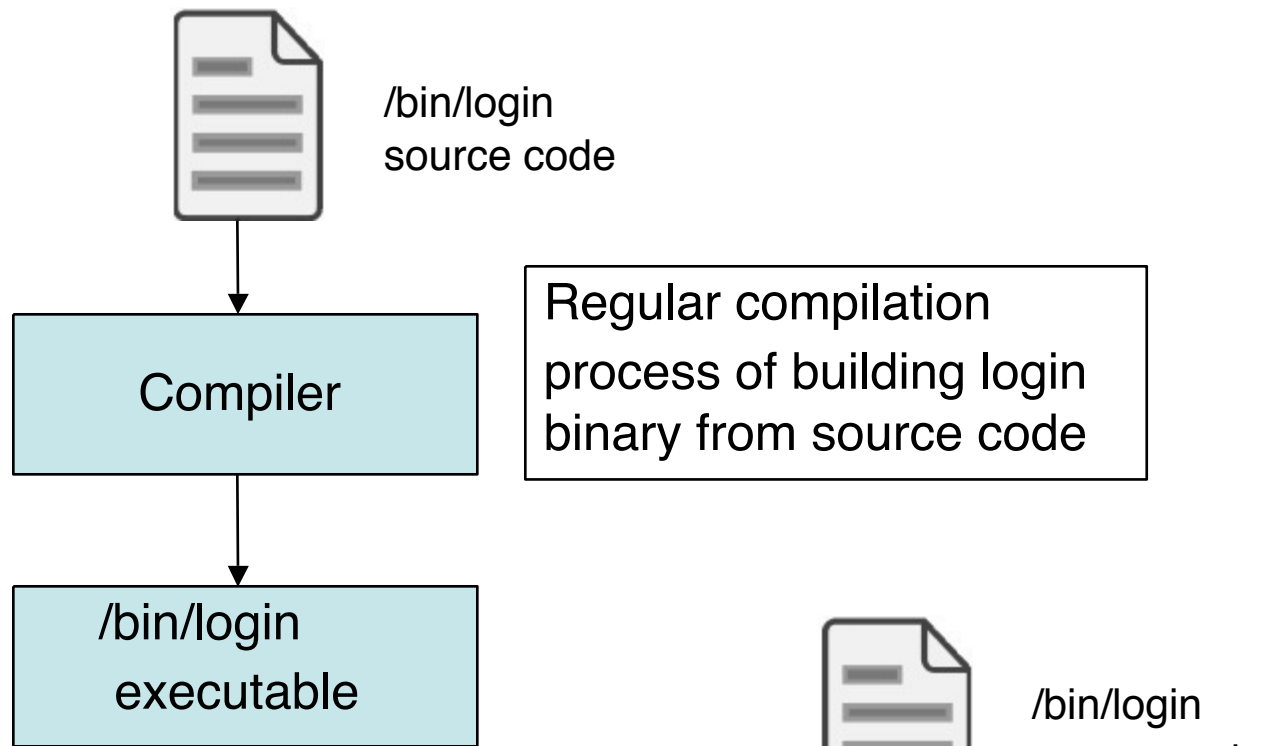 /bin/login
source code
Regular compilation
process of building login
binary from source code
Compiler
/bin/login
executable
/bin/login